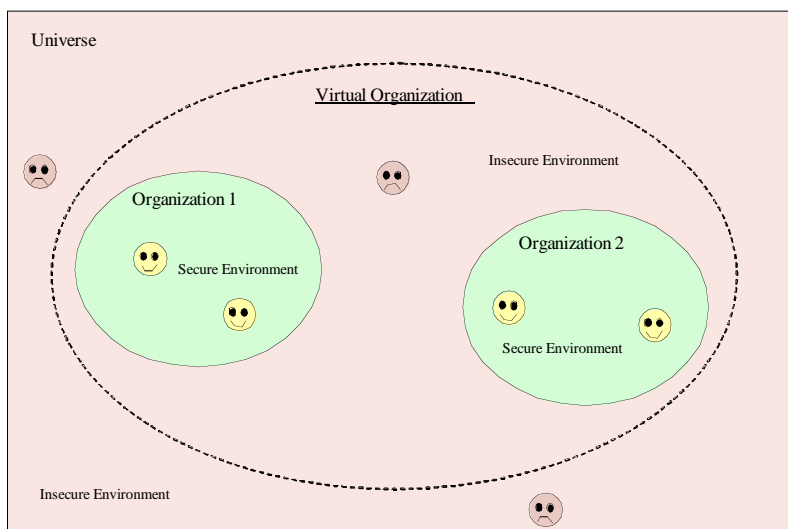 Universe
Virtual Organization
Insecure Environment
Organization 1
Organization 2
Secure Environment
Secure Environment
Insecure Environment